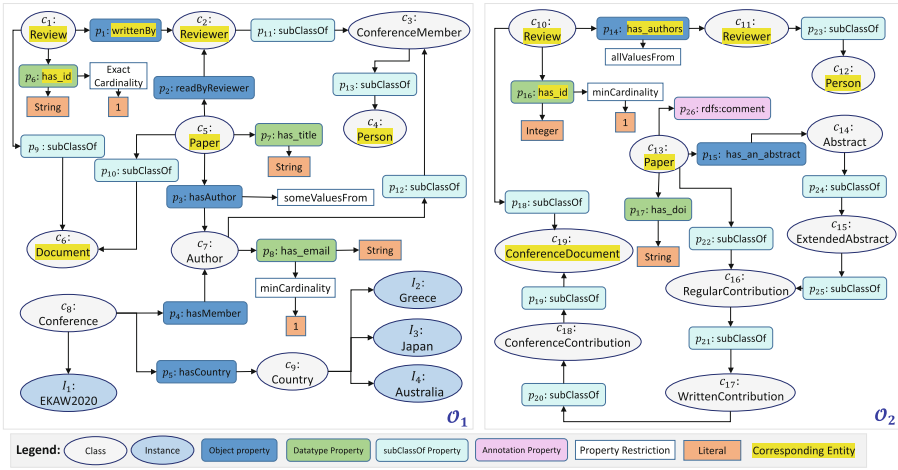 c1:
Review
p1: writtenBy
c2:
Reviewer
p11: subClassOf
c3:
ConferenceMember
p6: has_id
Exact
Cardinality
String
1
p2: readByReviewer
p13: subClassOf
c4:
Person
p9: subClassOf
c5:
Paper
p7: has_title
String
p10: subClassOf
p3: hasAuthor
someValuesFrom
p12: subClassOf
c6:
Document
c7:
Author
p8: has_email
String
minCardinality
1
c8:
Conference
p4: hasMember
I2:
Greece
I3:
Japan
p5: hasCountry
c9:
Country
I4:
Australia
I1:
EKAW2020
O1
c10:
Review
p14: has_authors
allValuesFrom
c11:
Reviewer
p23: subClassOf
c12:
Person
p16: has_id
minCardinality
Integer
1
p26: rdfs:comment
c13:
Paper
p15: has_an_abstract
c14:
Abstract
p24: subClassOf
p18: subClassOf
p17: has_doi
String
c15:
ExtendedAbstract
c19:
ConferenceDocument
p22: subClassOf
p25: subClassOf
c16:
RegularContribution
p19: subClassOf
c18:
ConferenceContribution
p21: subClassOf
c17:
WrittenContribution
p20: subClassOf
O2
Legend:
Class
Instance
Object property
Datatype Property
subClassOf Property
Annotation Property
Property Restriction
Literal
Corresponding Entity